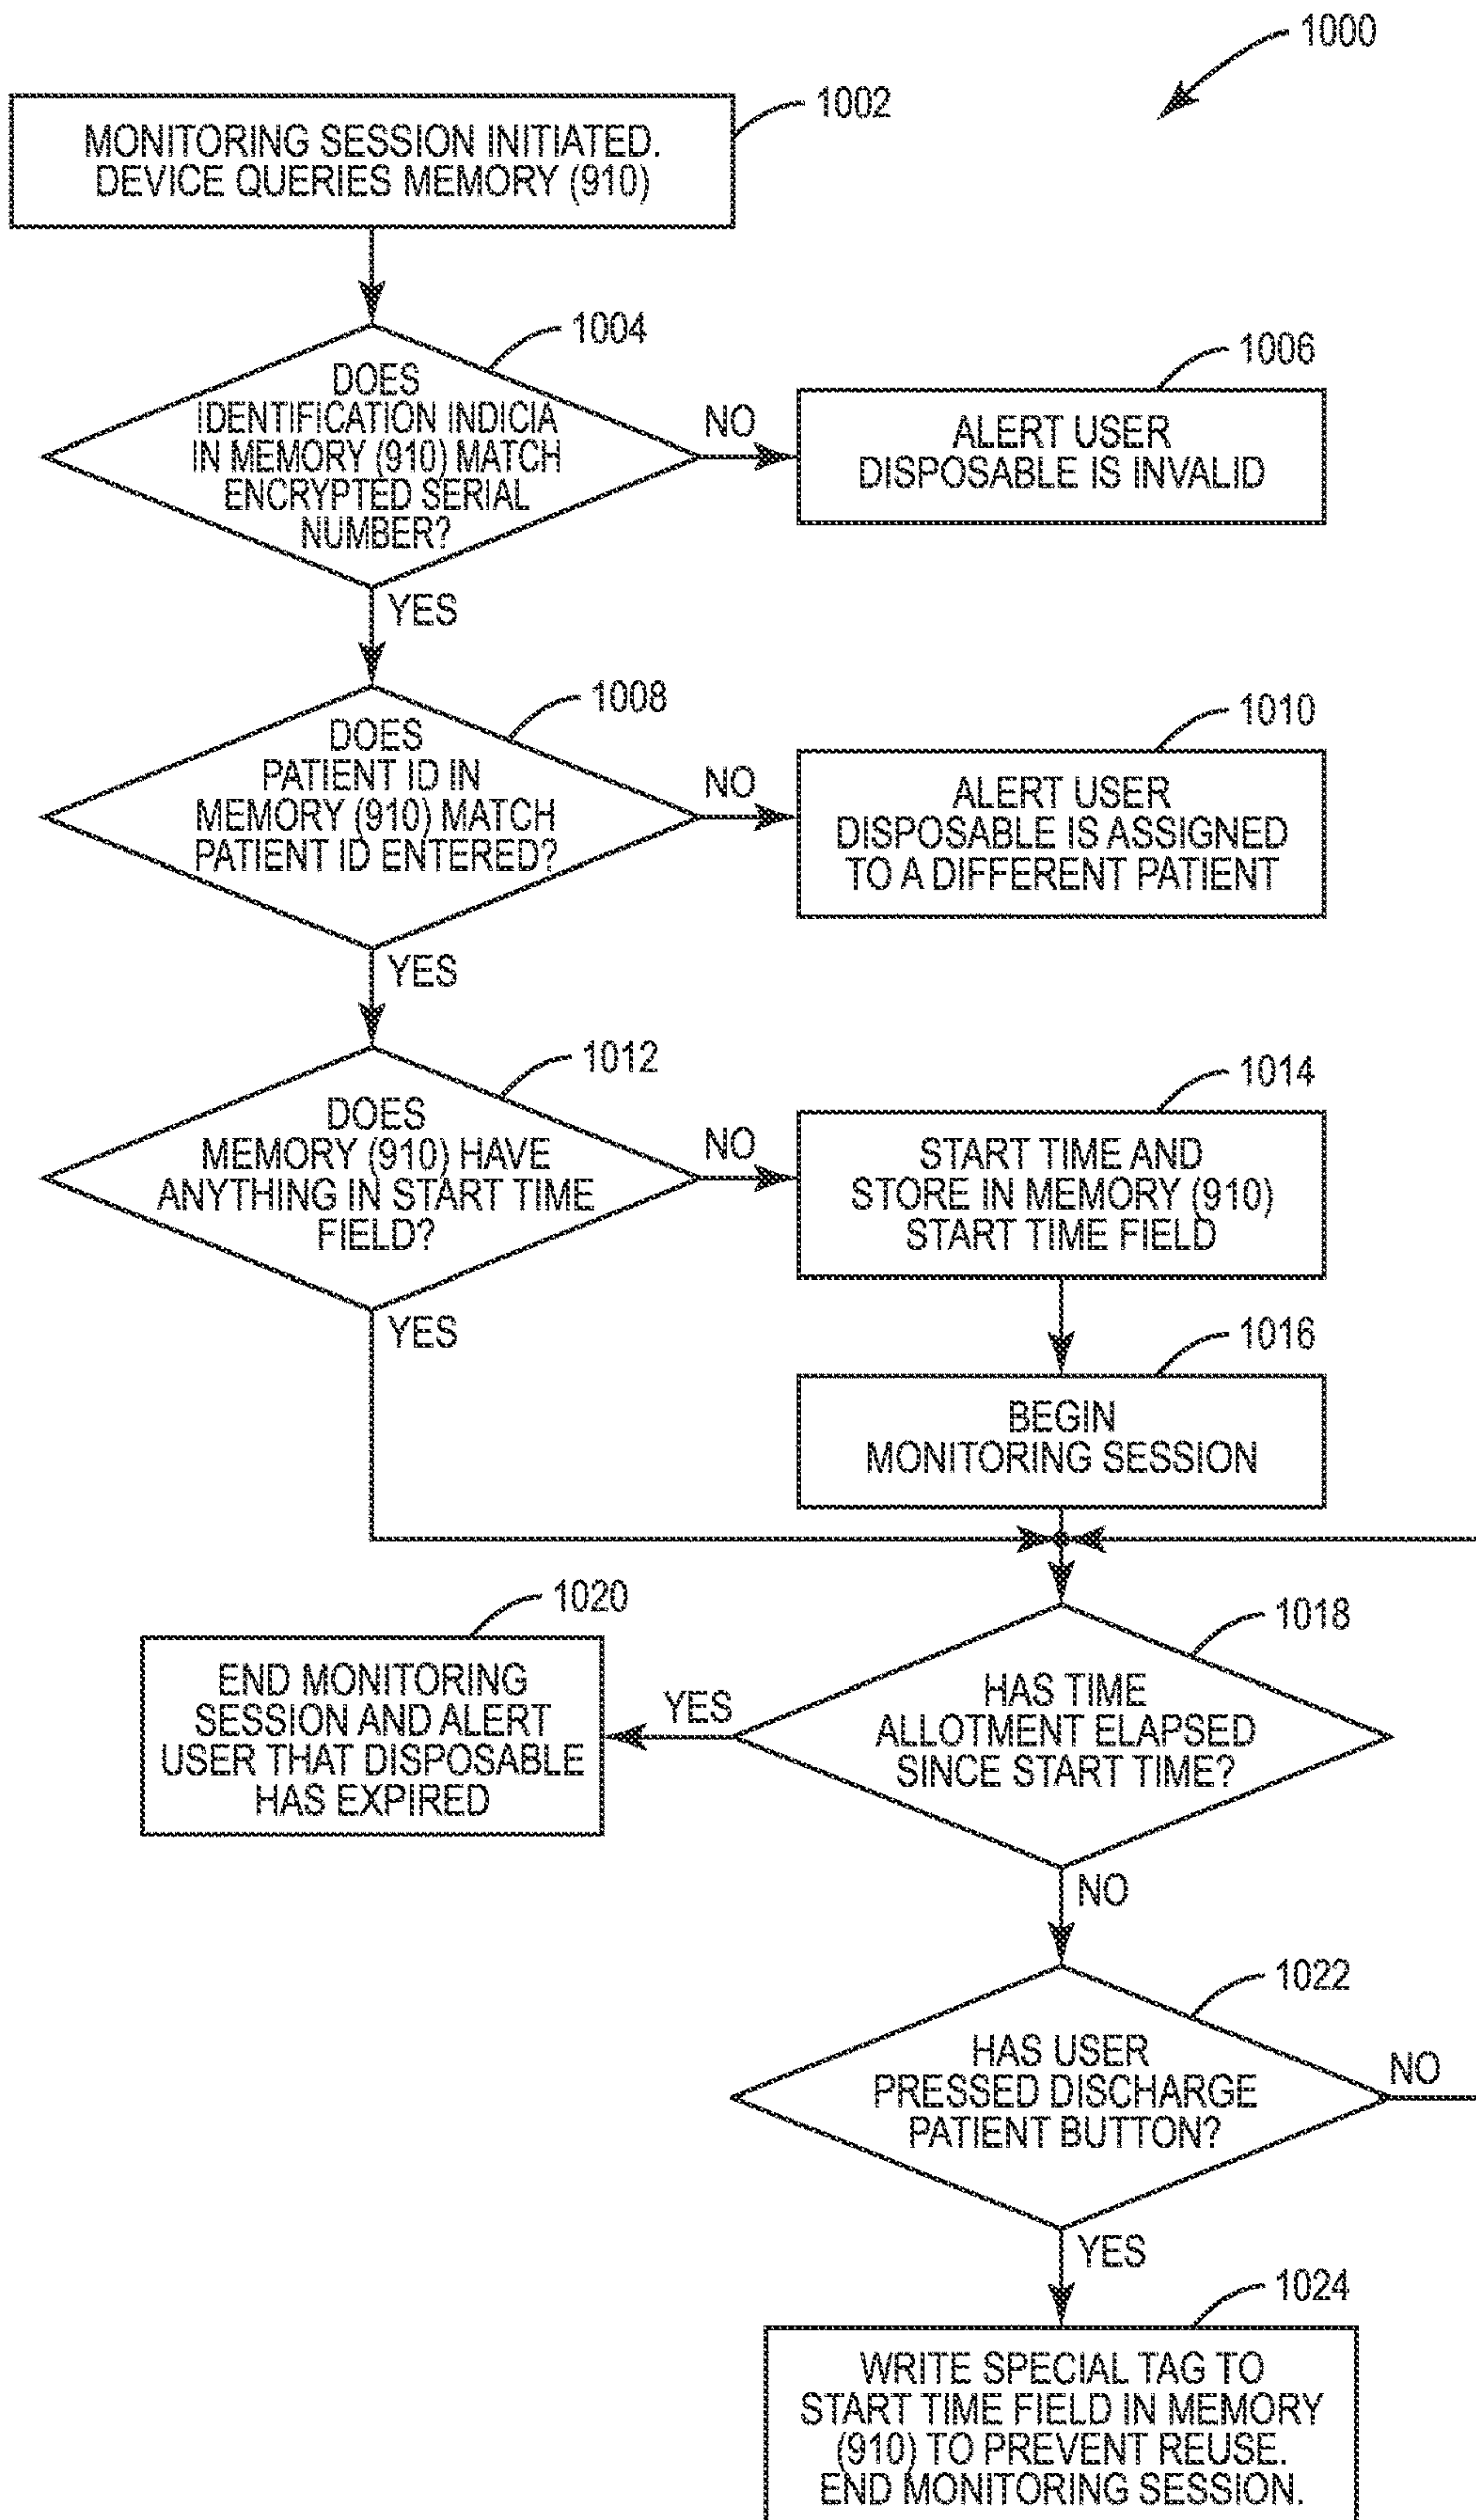 1000
1002
MONITORING SESSION INITIATED.
DEVICE QUERIES MEMORY (910)
1004
DOES
IDENTIFICATION INDICIA
IN MEMORY (910) MATCH
ENCRYPTED SERIAL
NUMBER?
NO
1006
ALERT USER
DISPOSABLE IS INVALID
YES
1008
DOES
PATIENT ID IN
MEMORY (910) MATCH
PATIENT ID ENTERED?
NO
1010
ALERT USER
DISPOSABLE IS ASSIGNED
TO A DIFFERENT PATIENT
YES
1012
DOES
MEMORY (910) HAVE
ANYTHING IN START TIME
FIELD?
NO
1014
START TIME AND
STORE IN MEMORY (910)
START TIME FIELD
YES
1016
BEGIN
MONITORING SESSION
1018
HAS TIME
ALLOTMENT ELAPSED
SINCE START TIME?
YES
1020
END MONITORING
SESSION AND ALERT
USER THAT DISPOSABLE
HAS EXPIRED
NO
1022
HAS USER
PRESSED DISCHARGE
PATIENT BUTTON?
NO
YES
1024
WRITE SPECIAL TAG TO
START TIME FIELD IN MEMORY
(910) TO PREVENT REUSE.
END MONITORING SESSION.